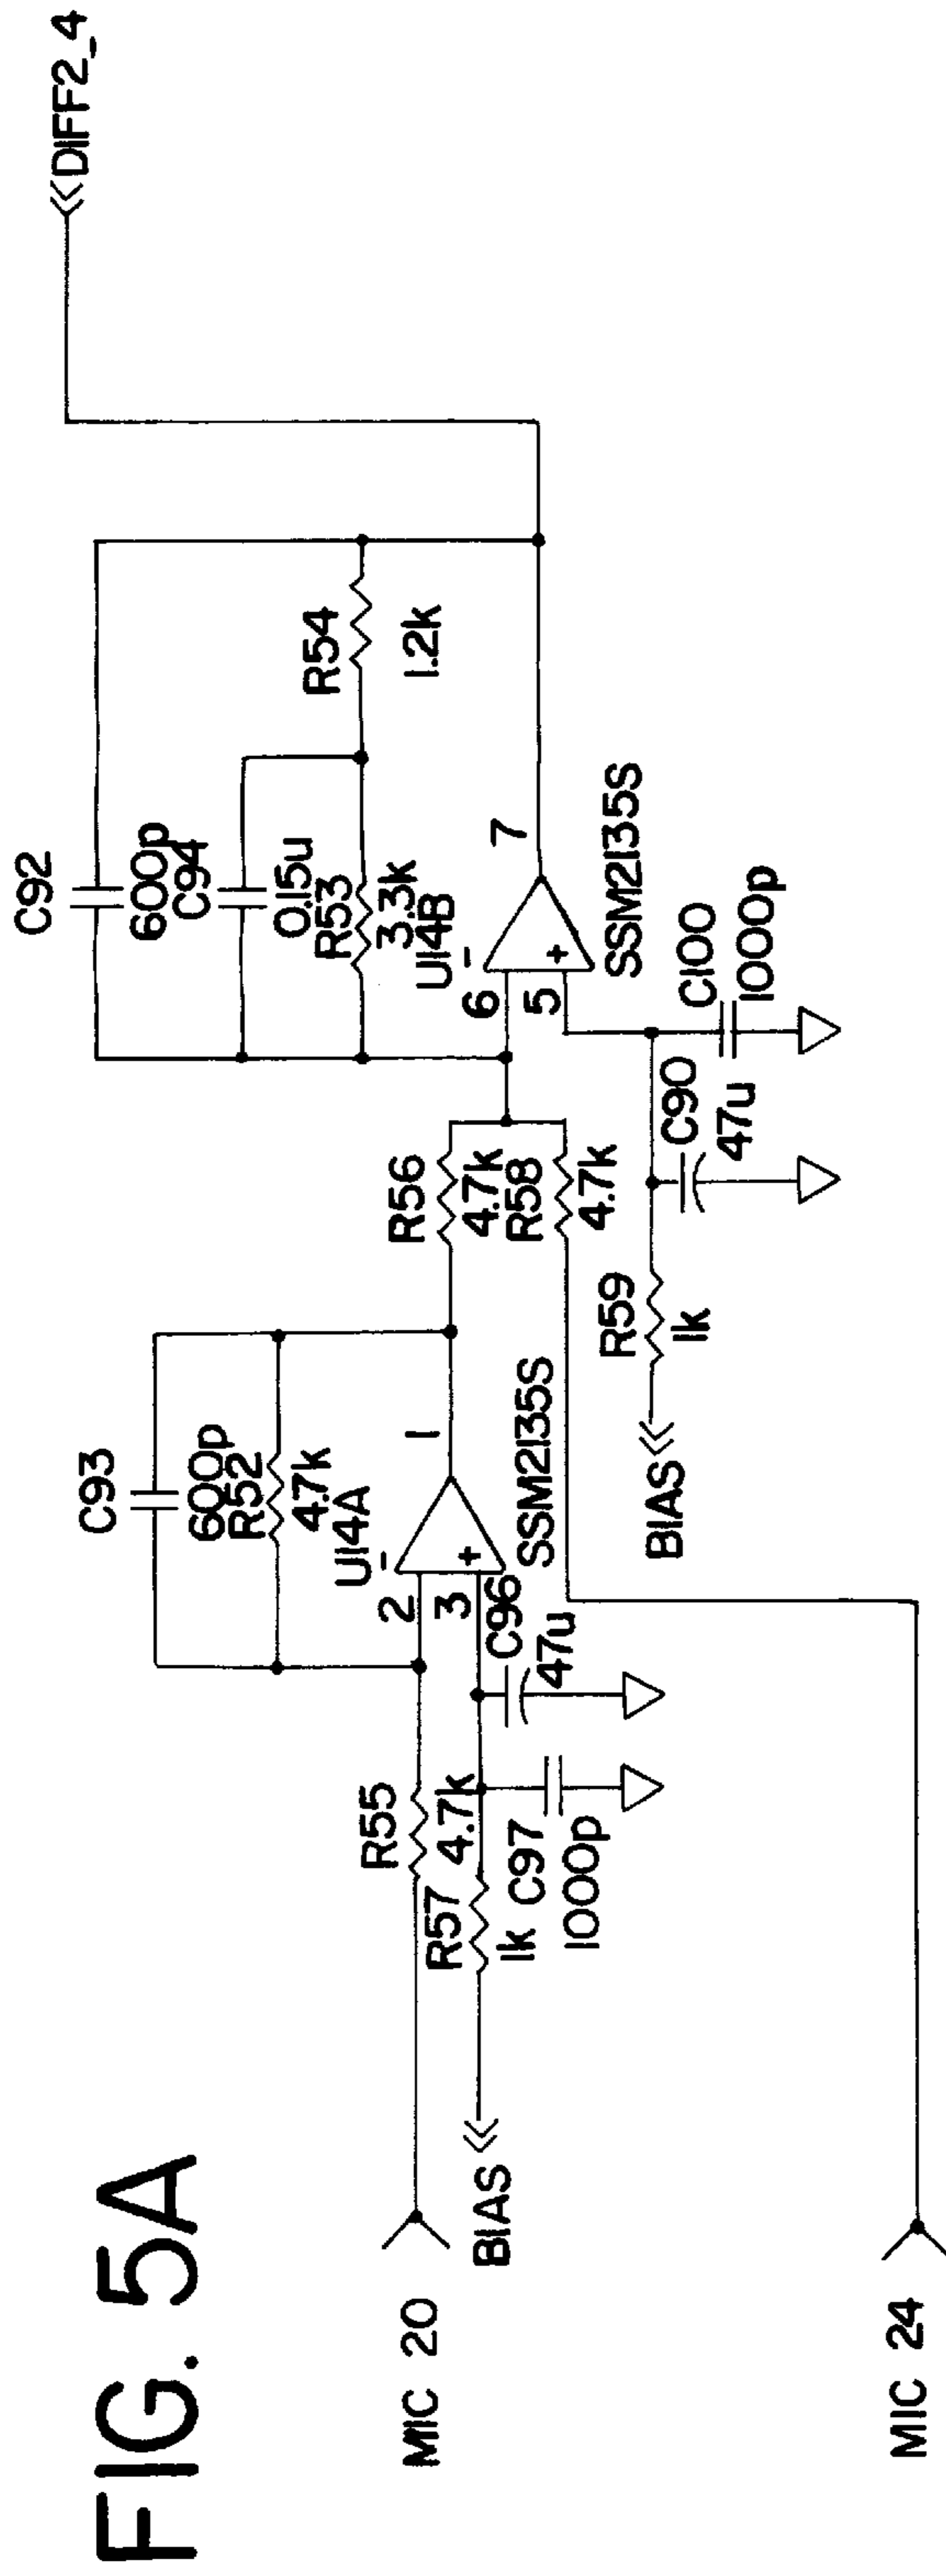 FIG. 5A
DIFF2_4
C92
600p
C94
0.15u
R53
3.3k
R54
1.2k
U14B
-
6
7
5
+
SSM2135S
C93
600p
R52
4.7k
U14A
-
2
1
3
+
SSM2135S
R56
4.7k
R58
4.7k
C100
1000p
C90
47u
R59
1k
BIAS
C96
47u
R55
4.7k
R57
1k
C97
1000p
BIAS
MIC 20
MIC 24